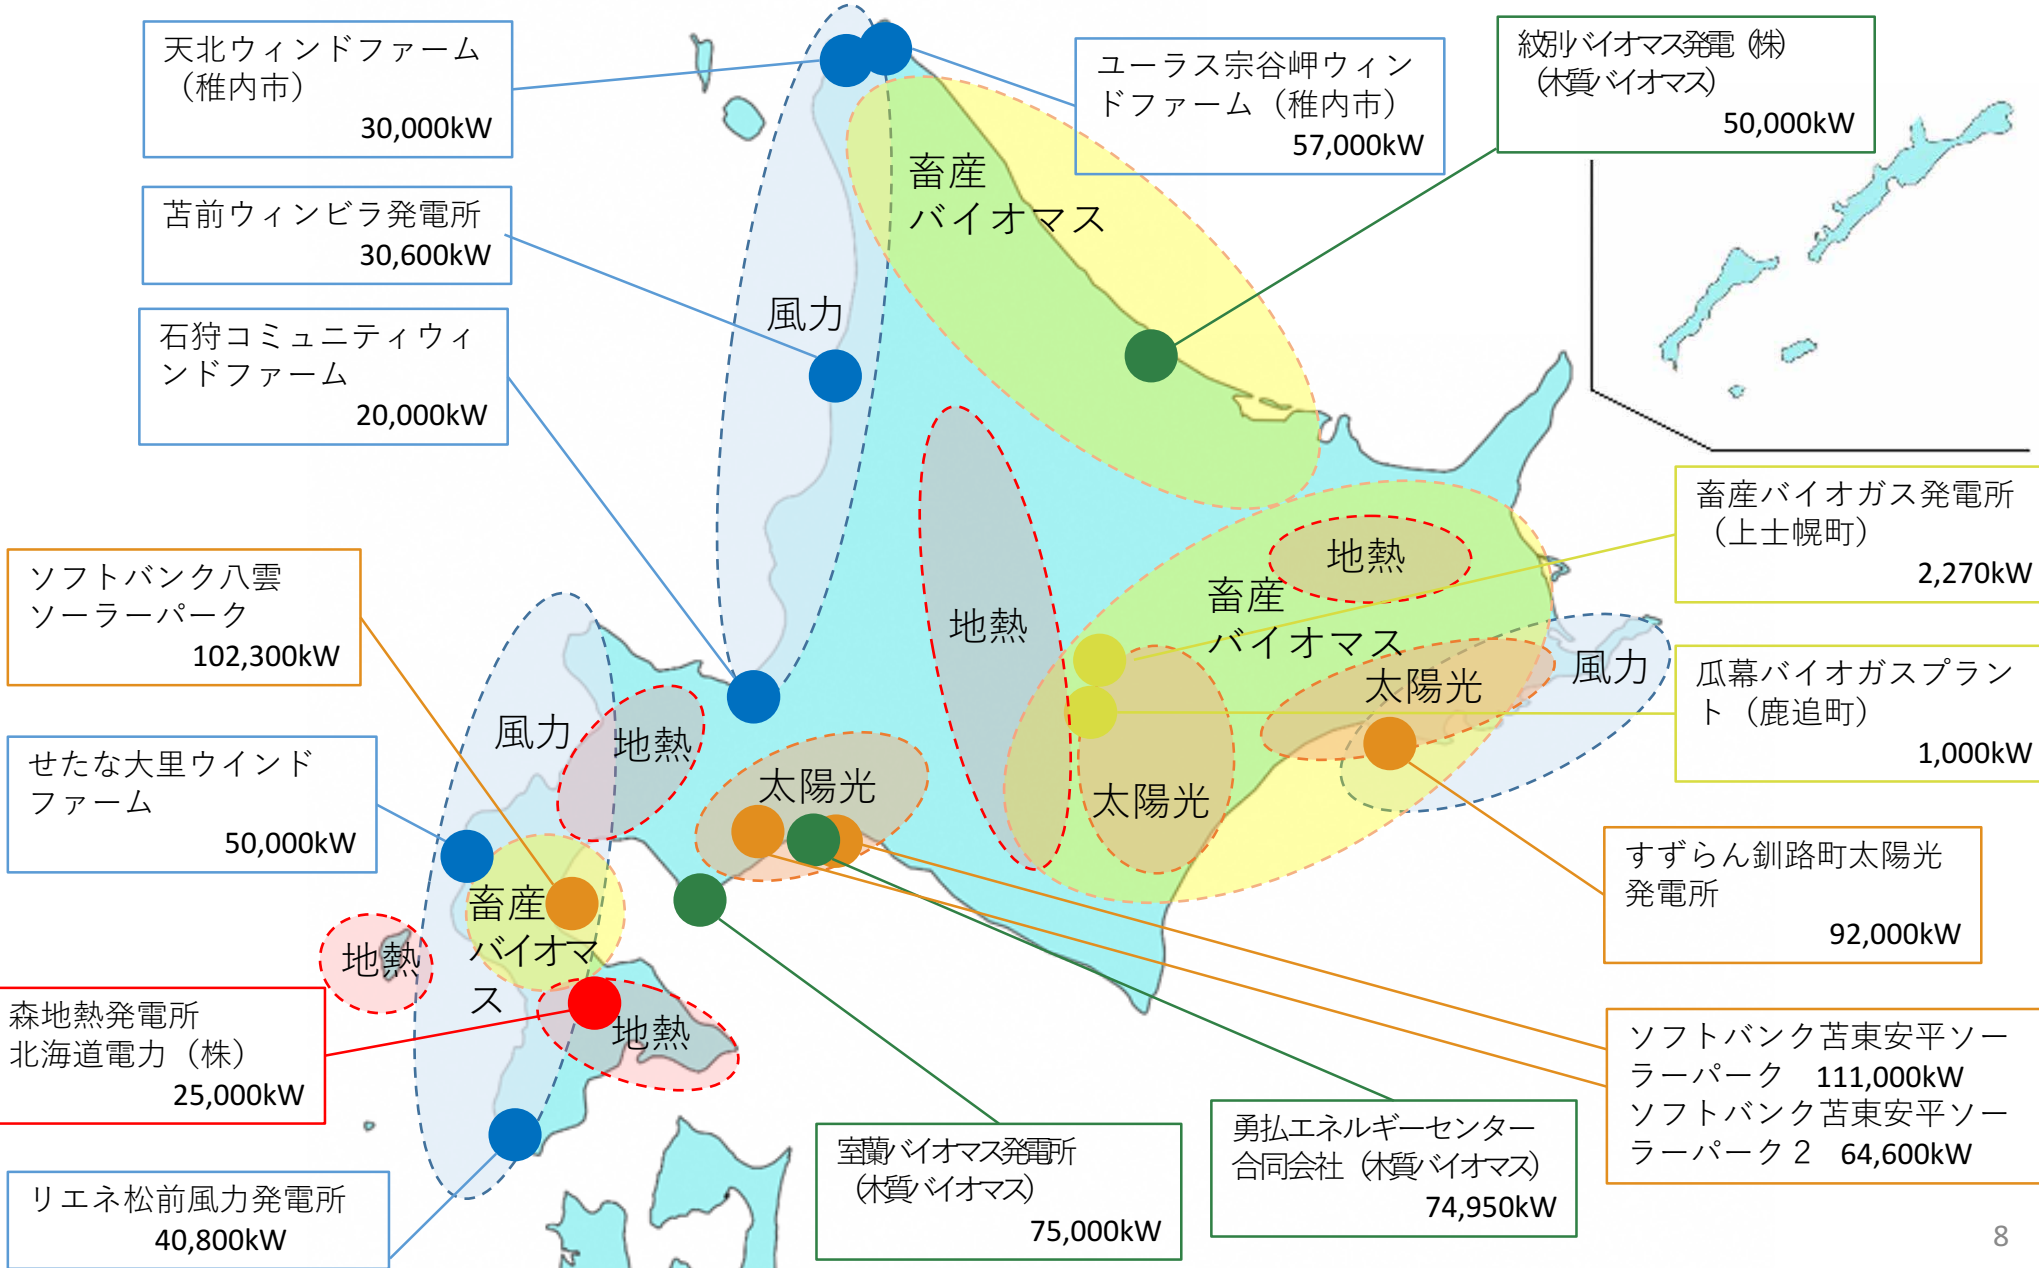 天北ウィンドファーム
（稚内市）
30,000kW
ユーラス宗谷岬ウィン
ドファーム（稚内市）
57,000kW
紋別バイオマス発電（株）
（木質バイオマス）
50,000kW
苫前ウィンビラ発電所
30,600kW
石狩コミュニティウィ
ンドファーム
20,000kW
畜産
バイオマス
風力
畜産バイオガス発電所
（上士幌町）
2,270kW
ソフトバンク八雲
ソーラーパーク
102,300kW
地熱
畜産
バイオマス
地熱
太陽光
風力
瓜幕バイオガスプラン
ト（鹿追町）
1,000kW
せたな大里ウインド
ファーム
50,000kW
風力
地熱
太陽光
太陽光
すずらん釧路町太陽光
発電所
92,000kW
畜産
バイオマ
ス
地熱
地熱
森地熱発電所
北海道電力（株）
25,000kW
ソフトバンク苫東安平ソー
ラーパーク 111,000kW
ソフトバンク苫東安平ソー
ラーパーク２ 64,600kW
室蘭バイオマス発電所
（木質バイオマス）
75,000kW
勇払エネルギーセンター
合同会社（木質バイオマス）
74,950kW
リエネ松前風力発電所
40,800kW
8